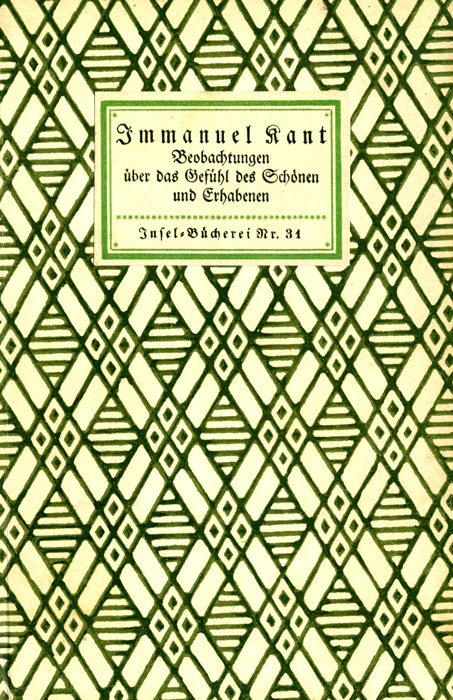 Immanuel Kant
Beobachtungen
über das Gefühl des Schönen
und Erhabenen
Insel-Bücherei Nr. 31